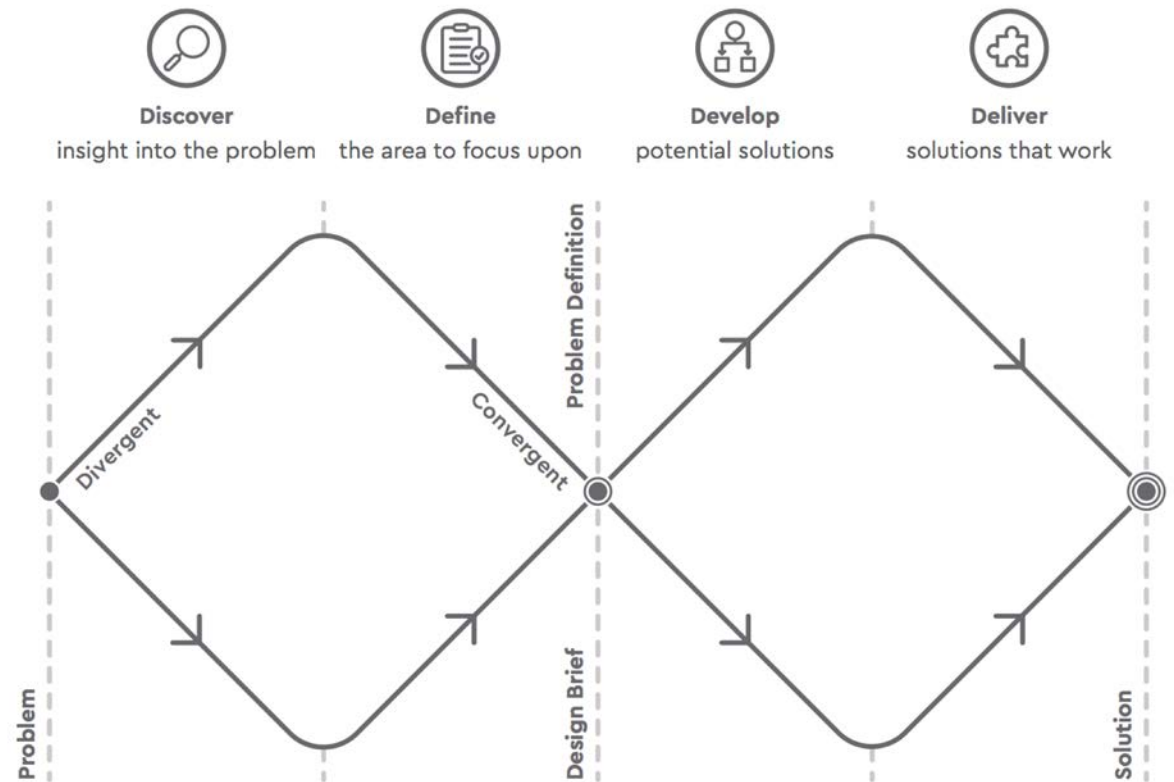 Discover
insight into the problem
Define
the area to focus upon
Develop
potential solutions
Deliver
solutions that work
Divergent
Convergent
Problem Definition
Problem
Design Brief
Solution